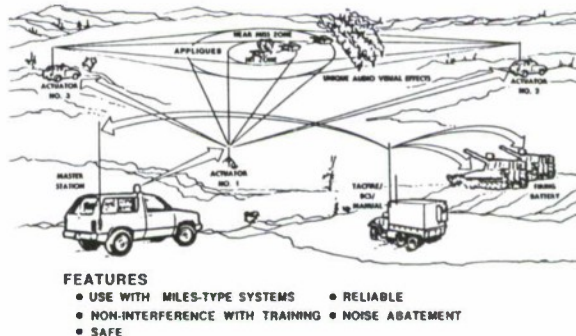 NEAR MISS ZONE
APPLIQUES
HIT ZONE
UNIQUE AUDIO VISUAL EFFECTS
ACTUATOR
NO. 3
ACTUATOR
NO. 2
ACTUATOR
NO. 1
MASTER
STATION
TACFIRE/
BCS/
MANUAL
FIRING
BATTERY
FEATURES
• USE WITH MILES-TYPE SYSTEMS • RELIABLE
• NON-INTERFERENCE WITH TRAINING • NOISE ABATEMENT
• SAFE